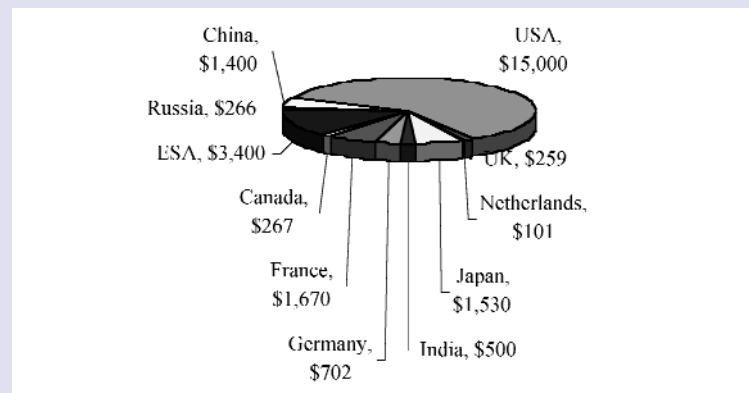 China,
$1,400
USA,
$15,000
Russia, $266
ESA, $3,400
UK, $259
Canada,
$267
Netherlands,
$101
France,
$1,670
Japan,
$1,530
Germany,
$702
India, $500